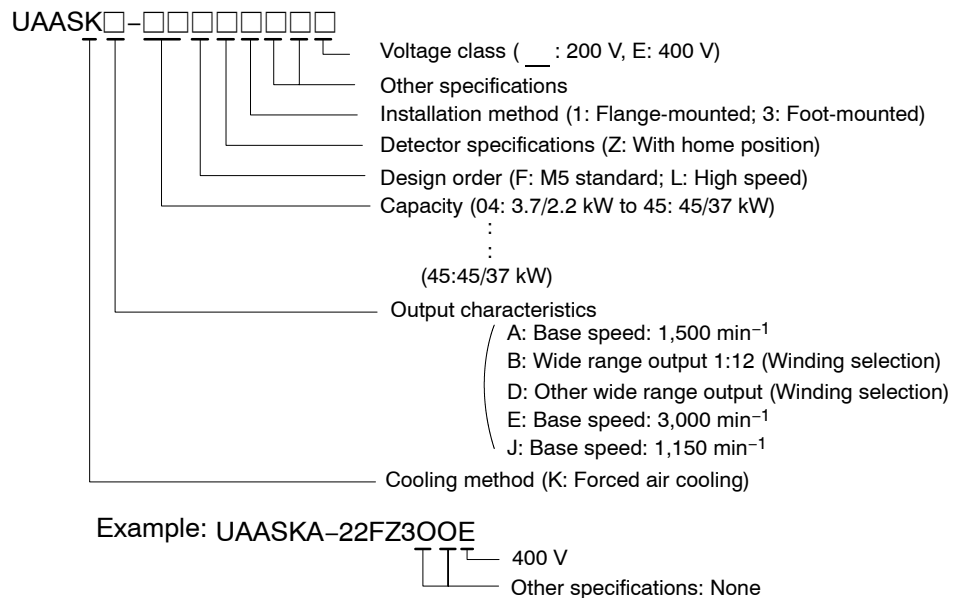 UAASK□−□□□□□□□□
Voltage class ( __ : 200 V, E: 400 V)
Other specifications
Installation method (1: Flange-mounted; 3: Foot-mounted)
Detector specifications (Z: With home position)
Design order (F: M5 standard; L: High speed)
Capacity (04: 3.7/2.2 kW to 45: 45/37 kW)
:
:
(45:45/37 kW)
Output characteristics
A: Base speed: 1,500 min−1
B: Wide range output 1:12 (Winding selection)
D: Other wide range output (Winding selection)
E: Base speed: 3,000 min−1
J: Base speed: 1,150 min−1
Cooling method (K: Forced air cooling)
Example: UAASKA−22FZ3OOE
400 V
Other specifications: None